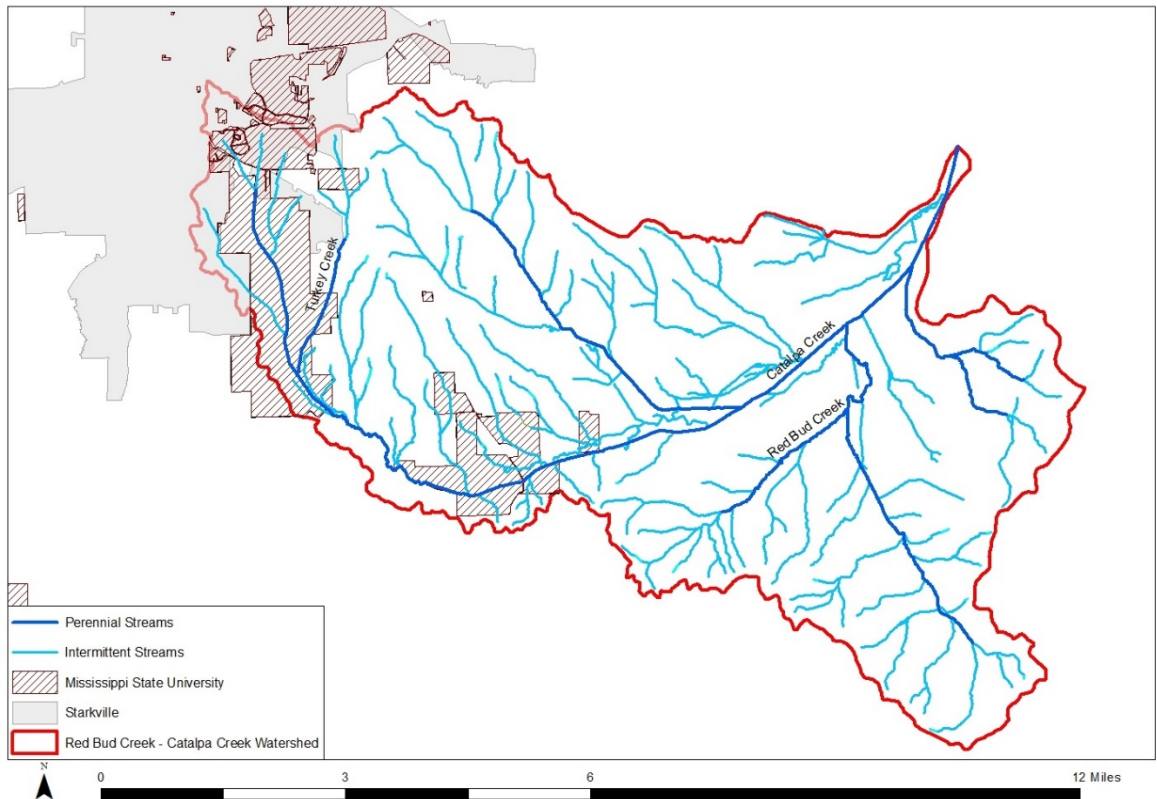 Turkey Creek
Catalpa Creek
Red Bud Creek
Perennial Streams
Intermittent Streams
Mississippi State University
Starkville
Red Bud Creek - Catalpa Creek Watershed
N
0 3 6 12 Miles